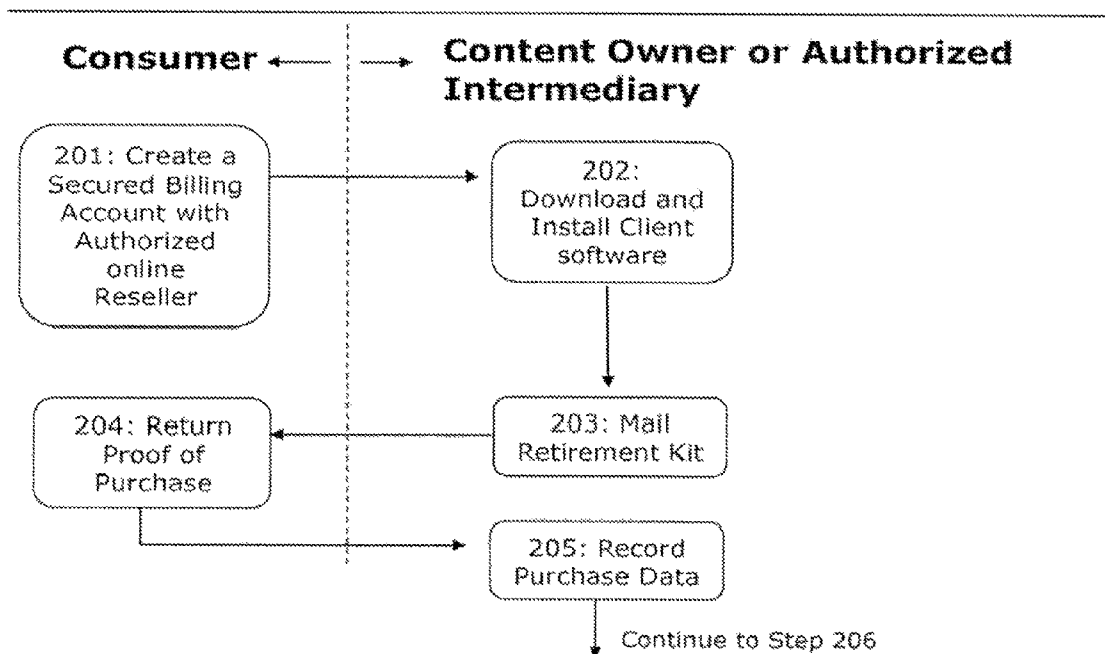 Consumer
Content Owner or Authorized
Intermediary
201: Create a
Secured Billing
Account with
Authorized
online
Reseller
202:
Download and
Install Client
software
203: Mail
Retirement Kit
204: Return
Proof of
Purchase
205: Record
Purchase Data
Continue to Step 206